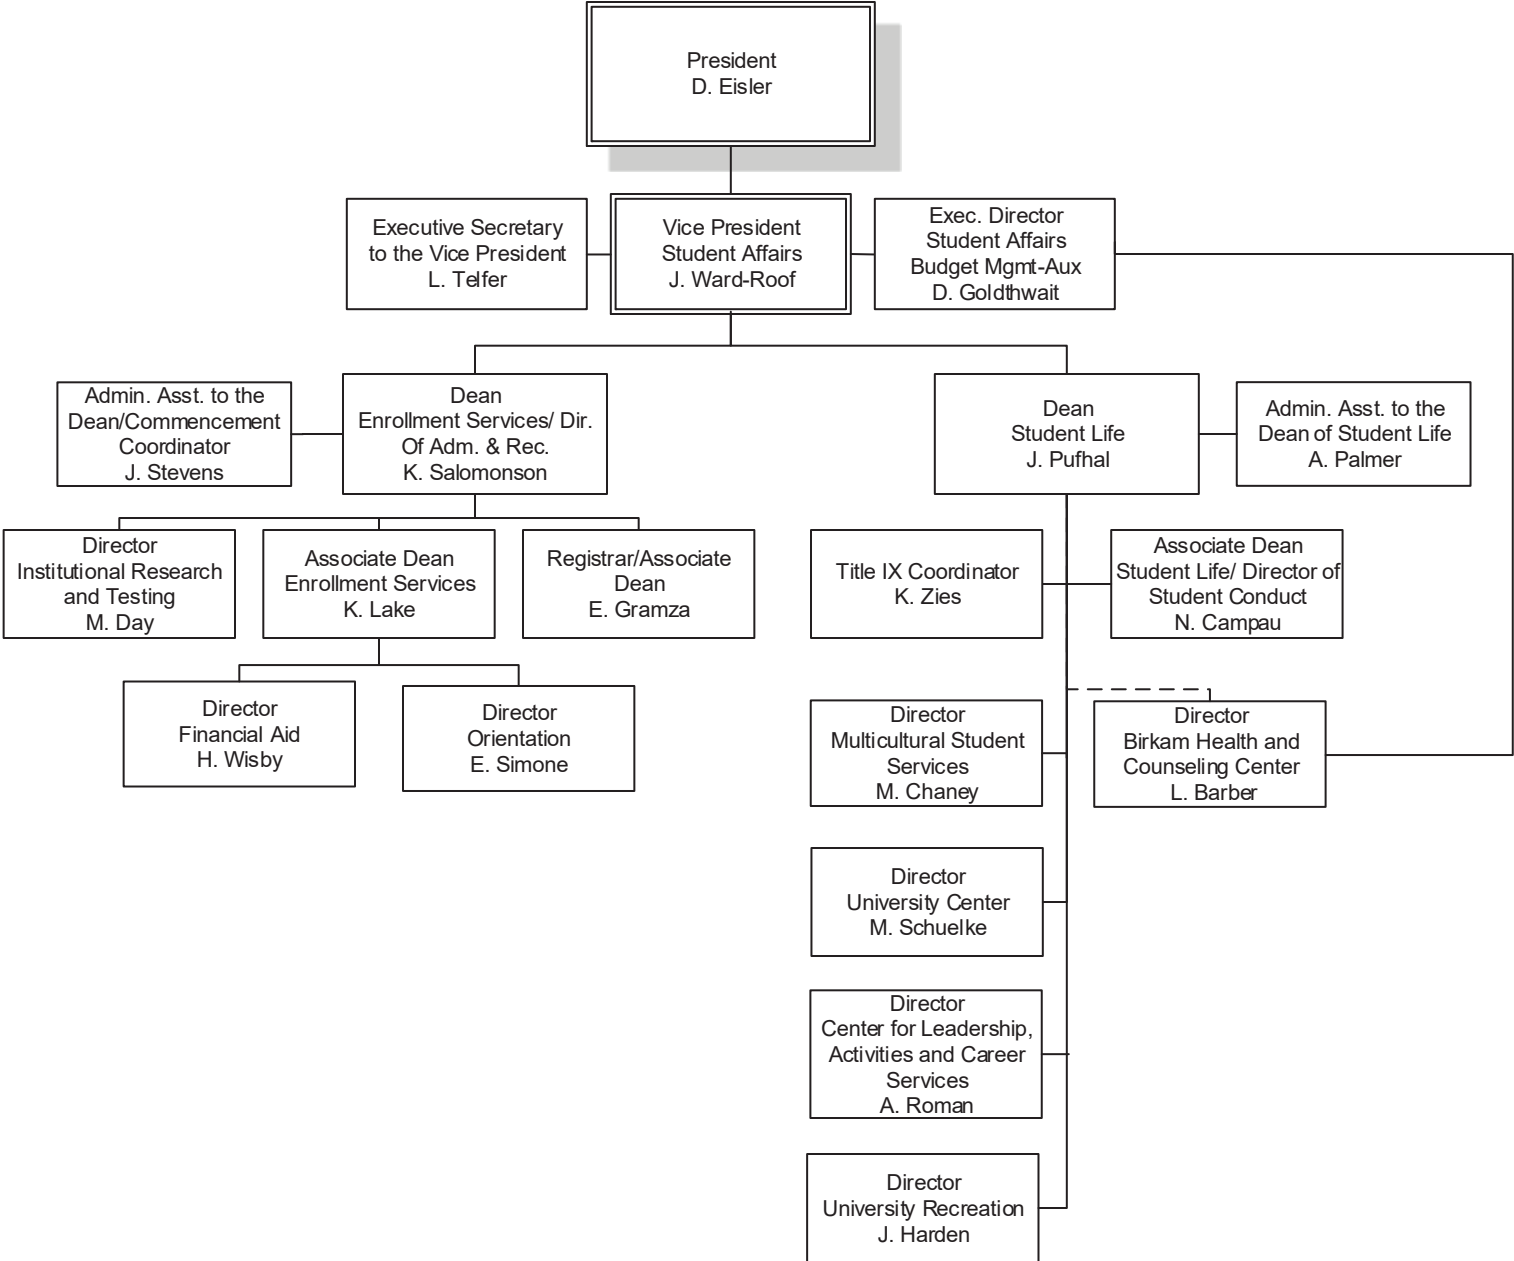 President
D. Eisler
Executive Secretary
to the Vice President
L. Telfer
Vice President
Student Affairs
J. Ward-Roof
Exec. Director
Student Affairs
Budget Mgmt-Aux
D. Goldthwait
Admin. Asst. to the
Dean/Commencement
Coordinator
J. Stevens
Dean
Enrollment Services/ Dir.
Of Adm. & Rec.
K. Salomonson
Dean
Student Life
J. Pufhal
Admin. Asst. to the
Dean of Student Life
A. Palmer
Director
Institutional Research
and Testing
M. Day
Associate Dean
Enrollment Services
K. Lake
Registrar/Associate
Dean
E. Gramza
Title IX Coordinator
K. Zies
Associate Dean
Student Life/ Director of
Student Conduct
N. Campau
Director
Financial Aid
H. Wisby
Director
Orientation
E. Simone
Director
Multicultural Student
Services
M. Chaney
Director
Birkam Health and
Counseling Center
L. Barber
Director
University Center
M. Schuelke
Director
Center for Leadership,
Activities and Career
Services
A. Roman
Director
University Recreation
J. Harden